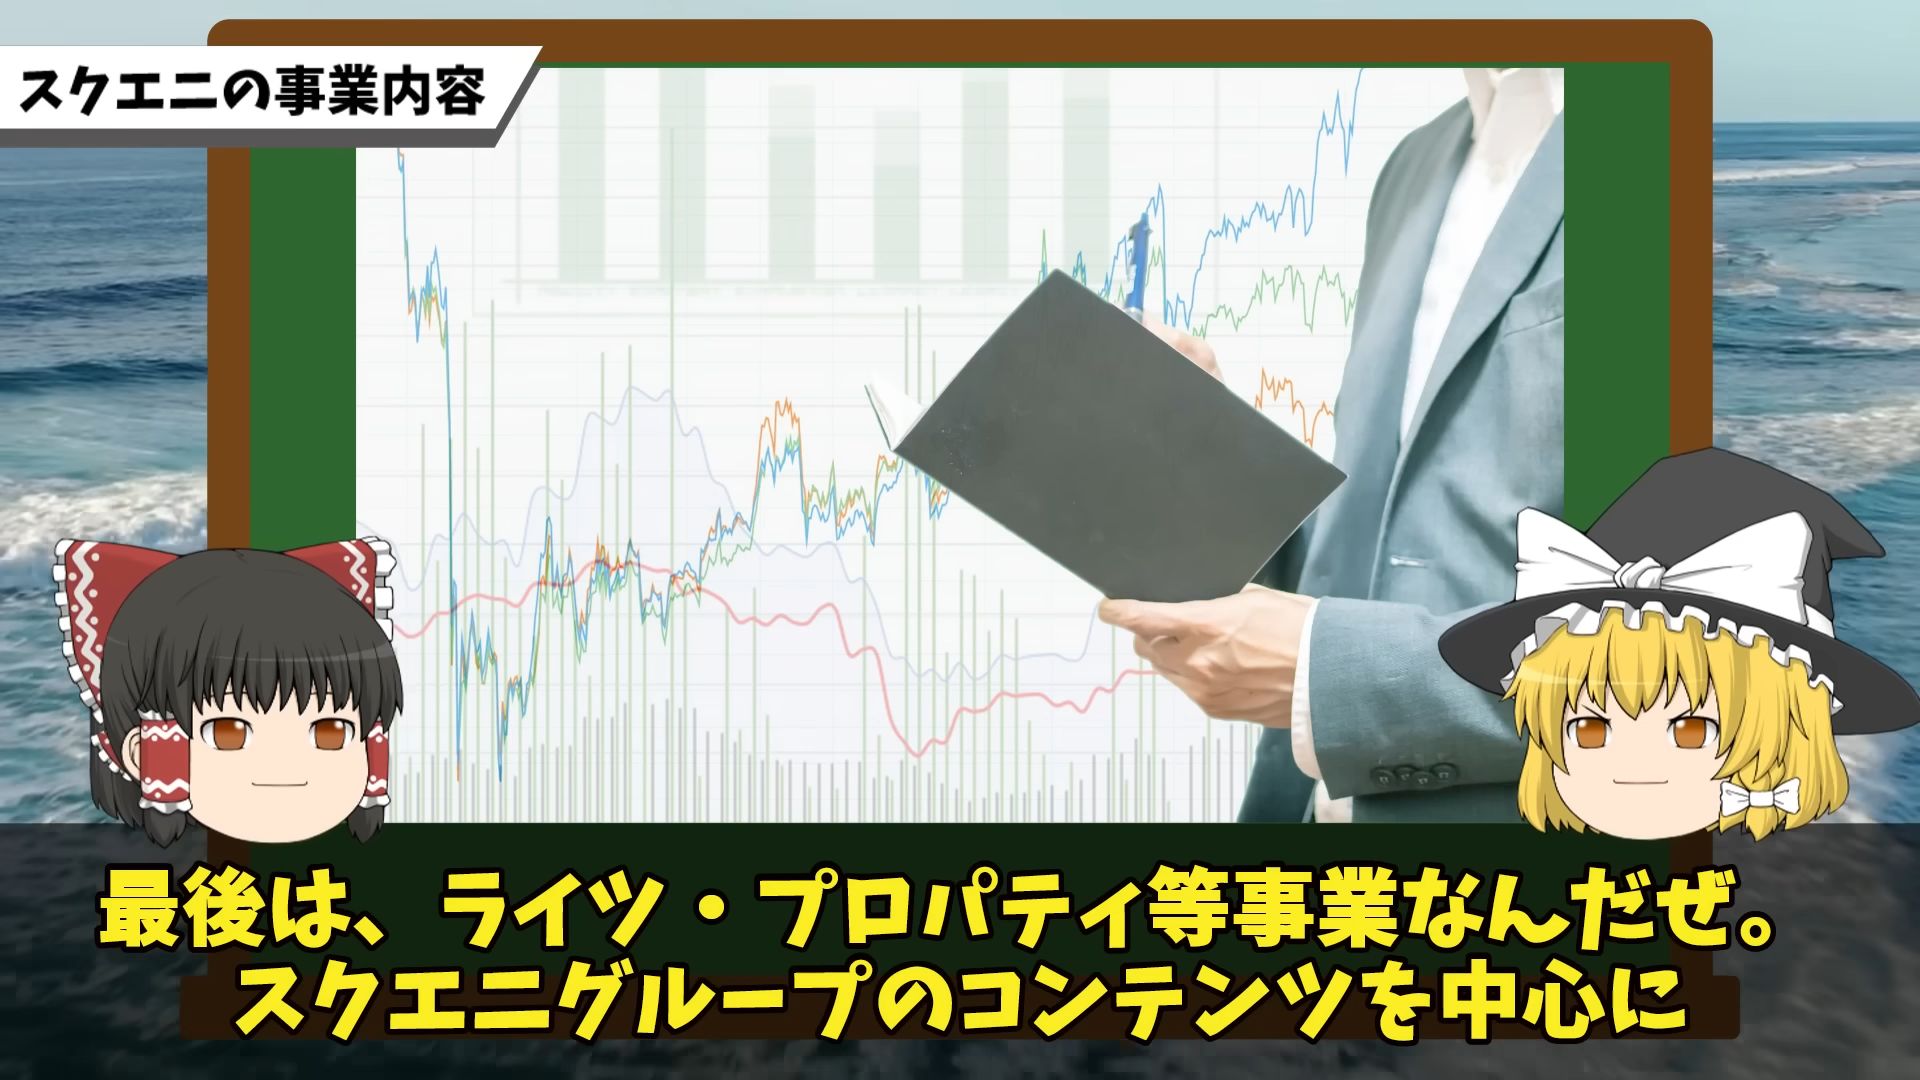 スクエニの事業内容
最後は、ライツ・プロパティ等事業なんだぜ。
スクエニグループのコンテンツを中心に